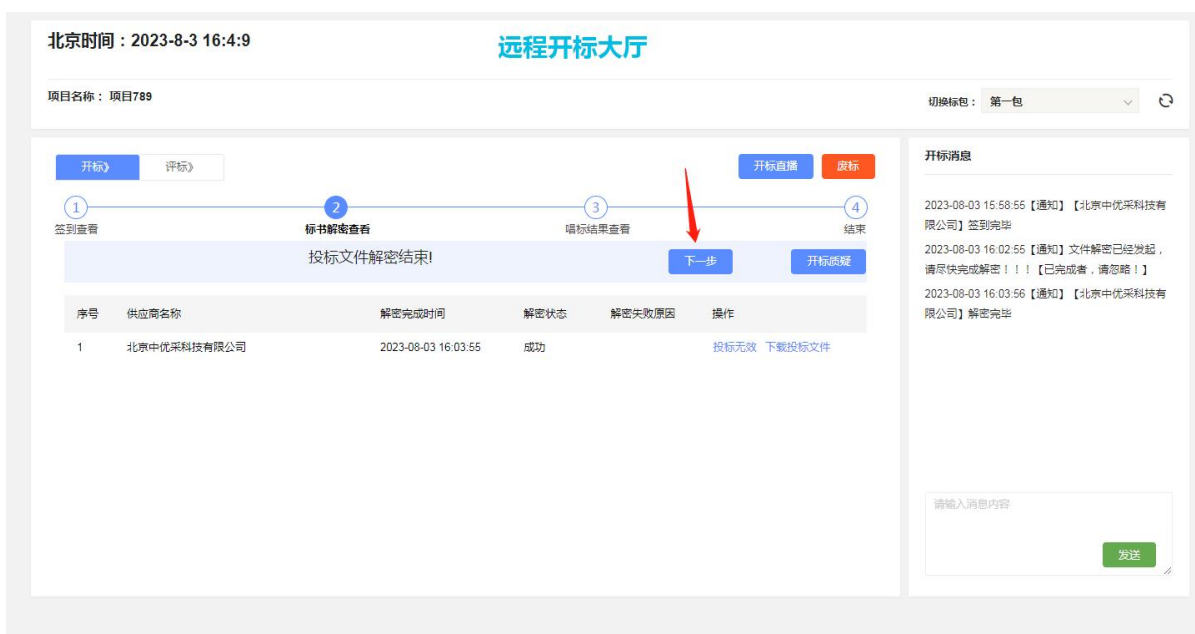 北京时间：2023-8-3 16:4:9
远程开标大厅
项目名称： 项目789
切换标包： 第一包
开标》
评标》
开标直播
废标
1
2
3
4
签到查看
标书解密查看
唱标结果查看
结束
投标文件解密结束!
下一步
开标质疑
序号 供应商名称 解密完成时间 解密状态 解密失败原因 操作
1 北京中优采科技有限公司 2023-08-03 16:03:55 成功 投标无效 下载投标文件
开标消息
2023-08-03 15:58:55【通知】【北京中优采科技有
限公司】签到完毕
2023-08-03 16:02:55【通知】文件解密已经发起，
请尽快完成解密！！！【已完成者，请忽略！】
2023-08-03 16:03:56【通知】【北京中优采科技有
限公司】解密完毕
请输入消息内容
发送